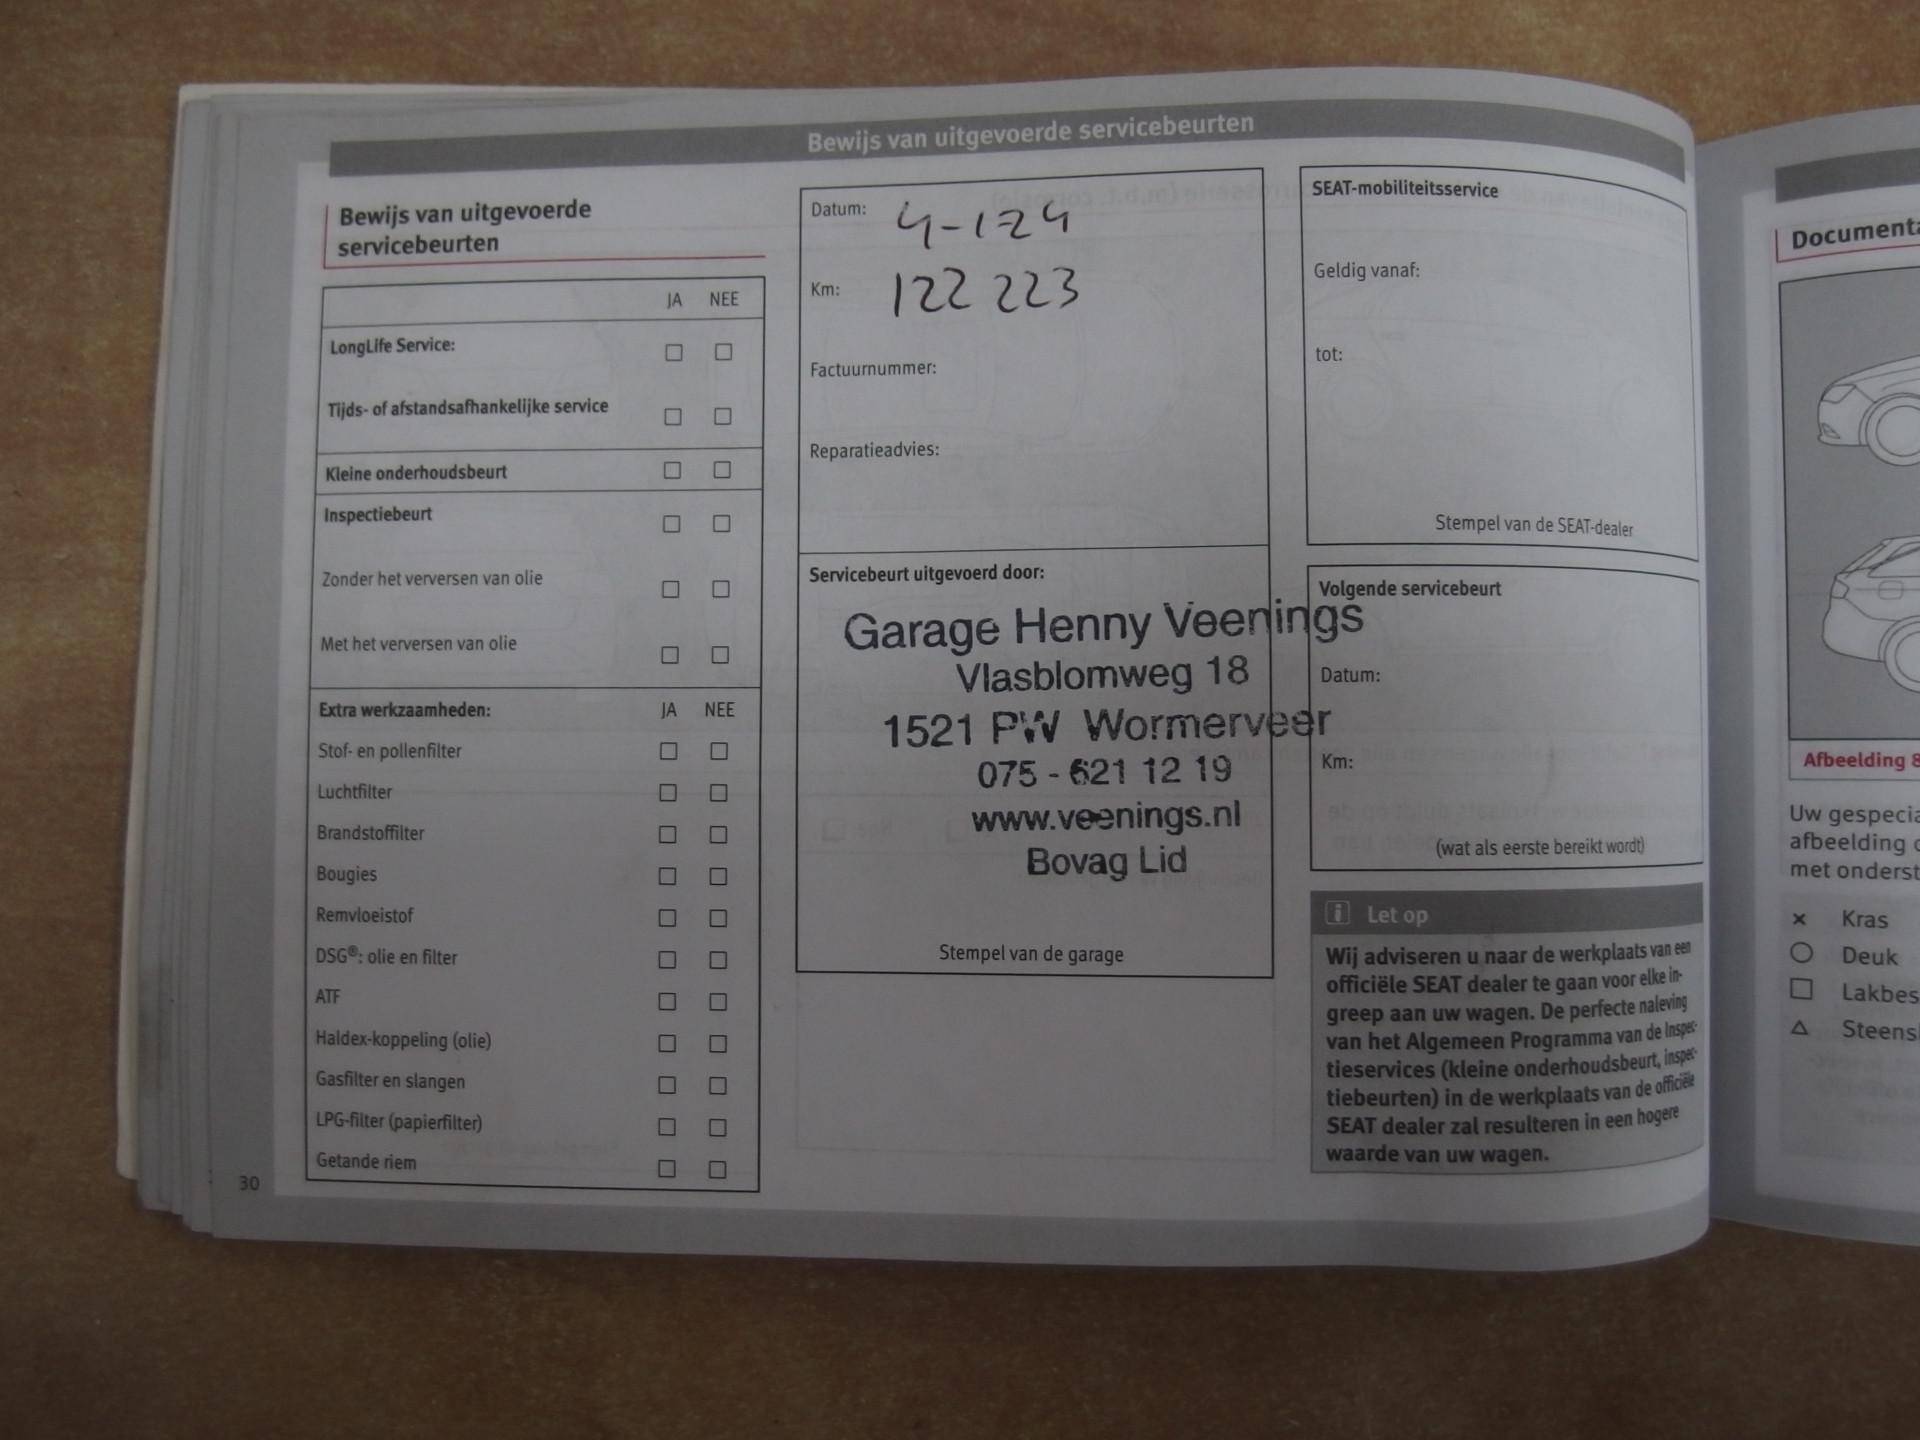 Bewijs van uitgevoerde servicebeurten
Bewijs van uitgevoerde
servicebeurten
JA NEE
LongLife Service:
Tijds- of afstandsafhankelijke service
Kleine onderhoudsbeurt
Inspectiebeurt
Zonder het verversen van olie
Met het verversen van olie
Extra werkzaamheden: JA NEE
Stof- en pollenfilter
Luchtfilter
Brandstoffilter
Bougies
Remvloeistof
DSG®: olie en filter
ATF
Haldex-koppeling (olie)
Gasfilter en slangen
LPG-filter (papierfilter)
Getande riem
30
Datum: 4-124
Km: 122 223
Factuurnummer:
Reparatieadvies:
Servicebeurt uitgevoerd door:
Garage Henny Veenings
Vlasblomweg 18
1521 PW Wormerveer
075 - 621 12 19
www.veenings.nl
Bovag Lid
Stempel van de garage
SEAT-mobiliteitsservice
Geldig vanaf:
tot:
Stempel van de SEAT-dealer
Volgende servicebeurt
Datum:
Km:
(wat als eerste bereikt wordt)
i Let op
Wij adviseren u naar de werkplaats van een
officiële SEAT dealer te gaan voor elke in-
greep aan uw wagen. De perfecte naleving
van het Algemeen Programma van de Inspec-
tieservices (kleine onderhoudsbeurt, inspec-
tiebeurten) in de werkplaats van de officiële
SEAT dealer zal resulteren in een hogere
waarde van uw wagen.
Documenta
Afbeelding 8
Uw gespecia
afbeelding
met onderst
Kras
Deuk
Lakbes
Steens